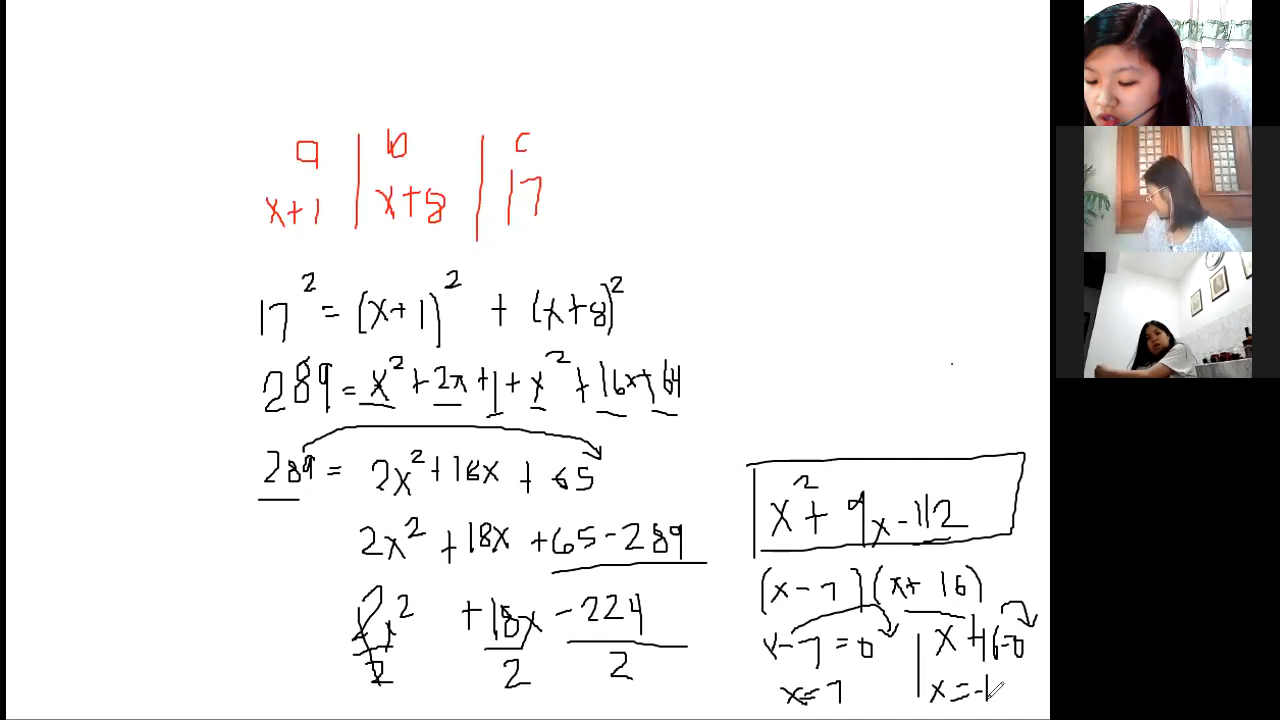 a | b | c
x+1 | x+8 | 17
17² = (x+1)² + (x+8)²
289 = x² + 2x + 1 + x² + 16x + 64
289 = 2x² + 18x + 65
2x² + 18x + 65 - 289
2x²/2 + 18x/2 - 224/2
x² + 9x - 112
(x - 7)(x + 16)
x - 7 = 0 | x + 16 = 0
x = 7 | x = -1